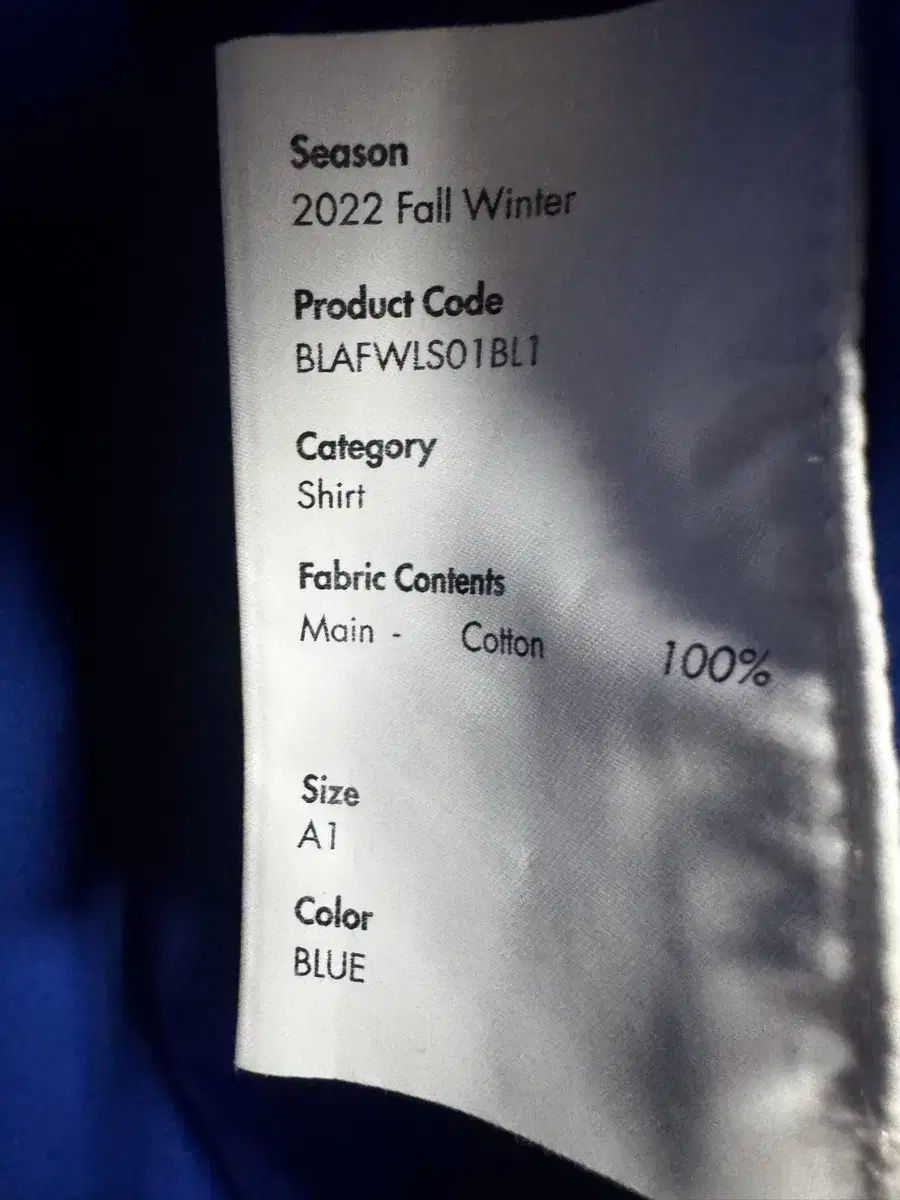 Season
2022 Fall Winter
Product Code
BLAFWLS01BL1
Category
Shirt
Fabric Contents
Main - Cotton 100%
Size
A1
Color
BLUE